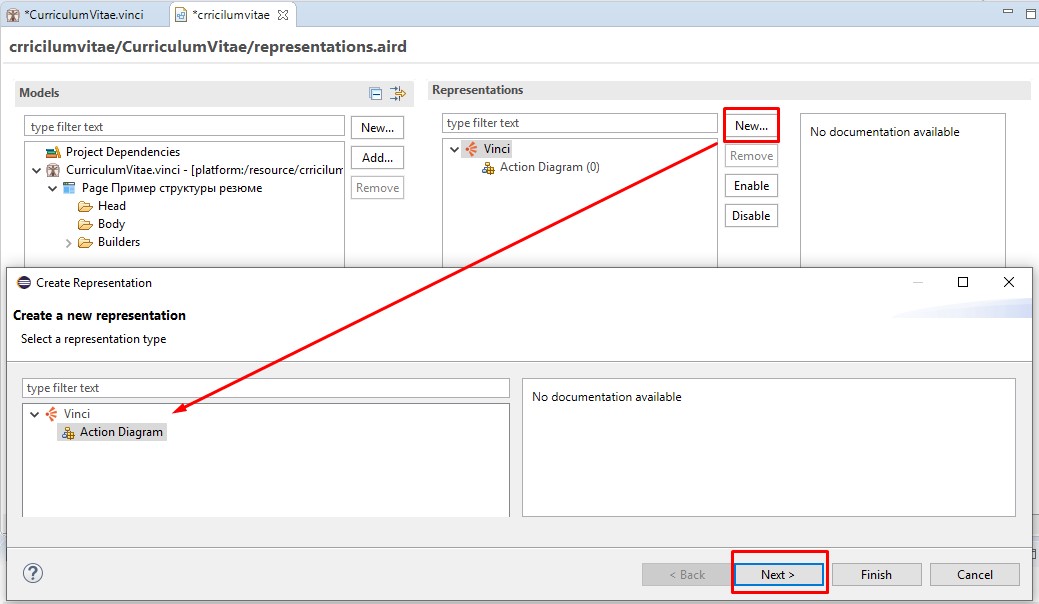 *CurriculumVitae.vinci
*crricilumvitae
crricilumvitae/CurriculumVitae/representations.aird
Models
Representations
type filter text
New...
Project Dependencies
Add...
CurriculumVitae.vinci - [platform:/resource/crricilum
Remove
Page Пример структуры резюме
Head
Body
Builders
type filter text
New...
Vinci
Remove
Action Diagram (0)
Enable
Disable
No documentation available
Create Representation
Create a new representation
Select a representation type
type filter text
Vinci
Action Diagram
No documentation available
?
< Back
Next >
Finish
Cancel